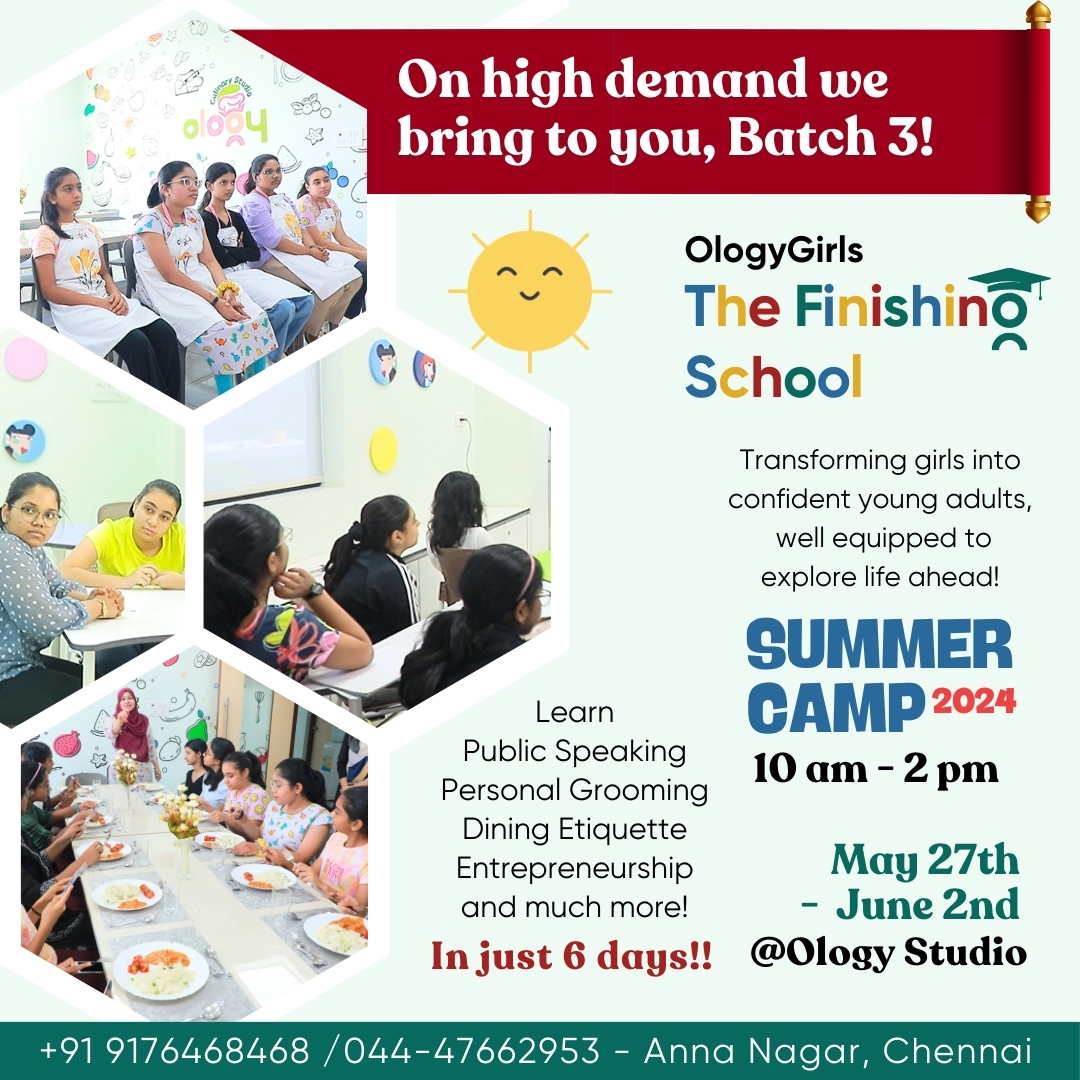 On high demand we
bring to you, Batch 3!
Culinary Studio
ology
OlogyGirls
The Finishing
School
Transforming girls into
confident young adults,
well equipped to
explore life ahead!
SUMMER
CAMP 2024
10 am - 2 pm
Learn
Public Speaking
Personal Grooming
Dining Etiquette
Entrepreneurship
and much more!
In just 6 days!!
May 27th
- June 2nd
@Ology Studio
+91 9176468468 /044-47662953 - Anna Nagar, Chennai